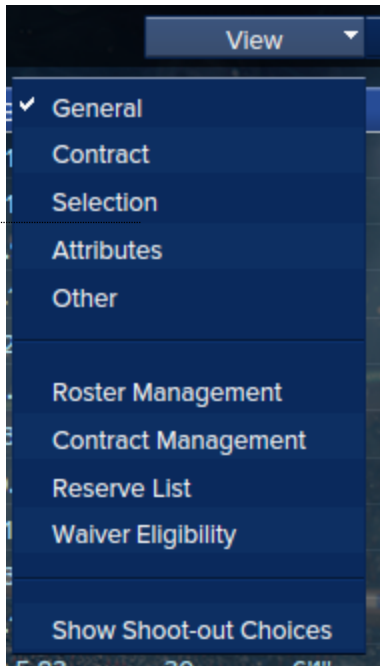 View
General
Contract
Selection
Attributes
Other
Roster Management
Contract Management
Reserve List
Waiver Eligibility
Show Shoot-out Choices